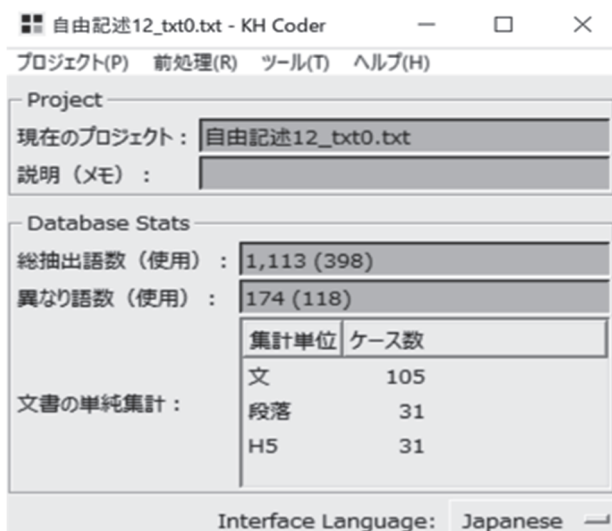 自由記述12_txt0.txt - KH Coder
プロジェクト(P) 前処理(R) ツール(T) ヘルプ(H)
Project
現在のプロジェクト： 自由記述12_txt0.txt
説明（メモ）：
Database Stats
総抽出語数（使用）： 1,113 (398)
異なり語数（使用）： 174 (118)
集計単位 ケース数
文 105
文書の単純集計： 段落 31
H5 31
Interface Language: Japanese